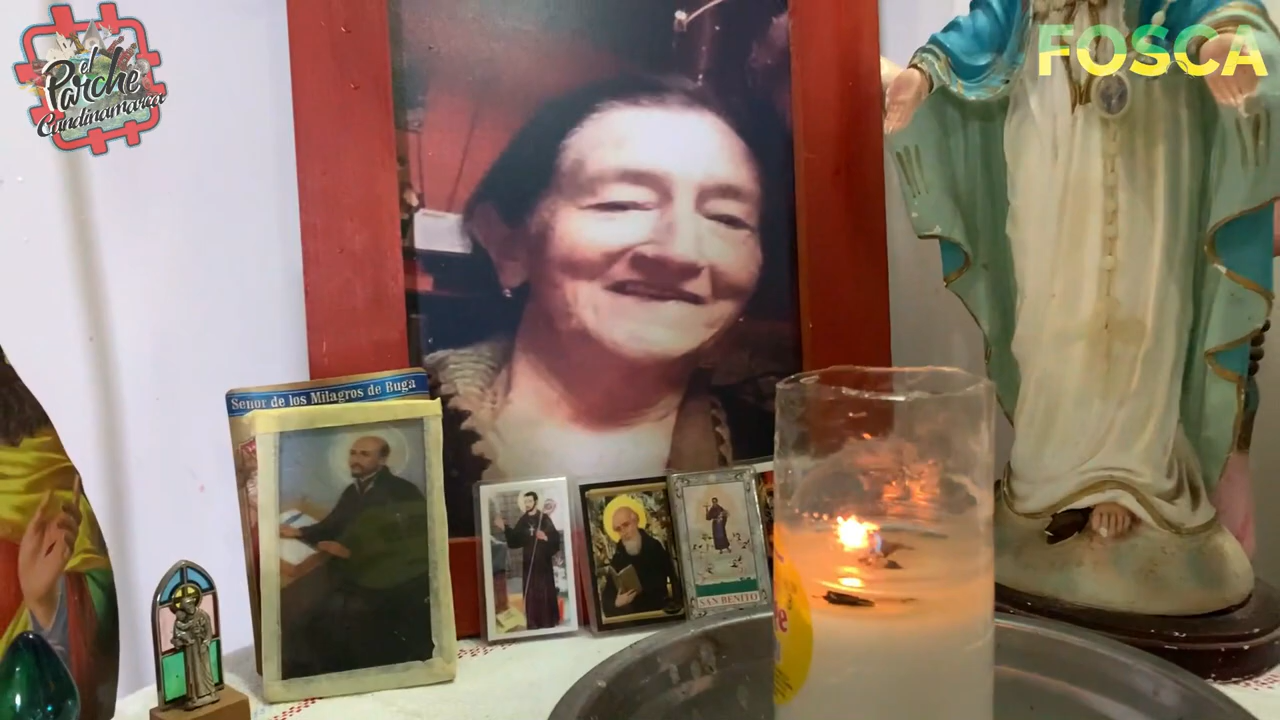 el
Parche
Cundinamarca
FOSCA
Señor de los Milagros de Buga
SAN BENITO